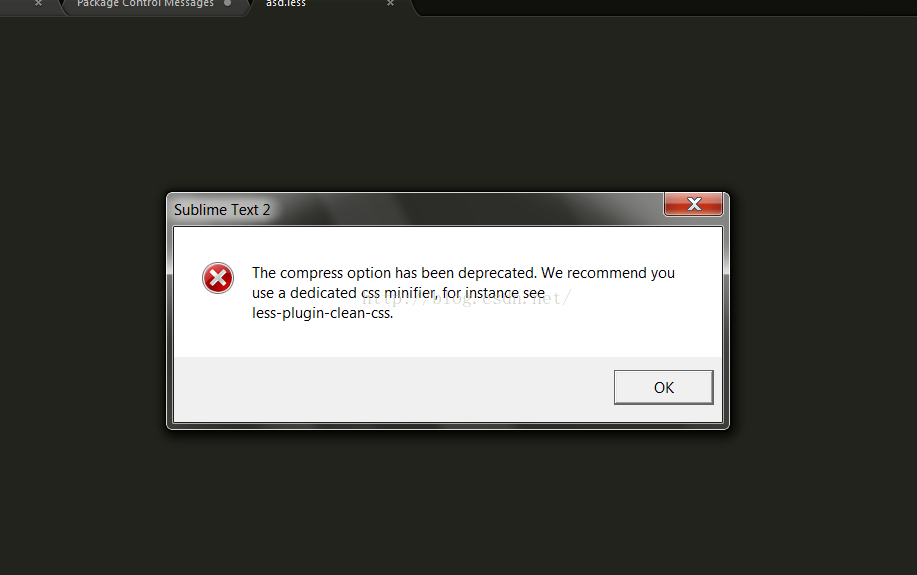 Package Control Messages
asd.less
Sublime Text 2
The compress option has been deprecated. We recommend you
use a dedicated css minifier, for instance see
http://blog.csdn.net/
less-plugin-clean-css.
OK